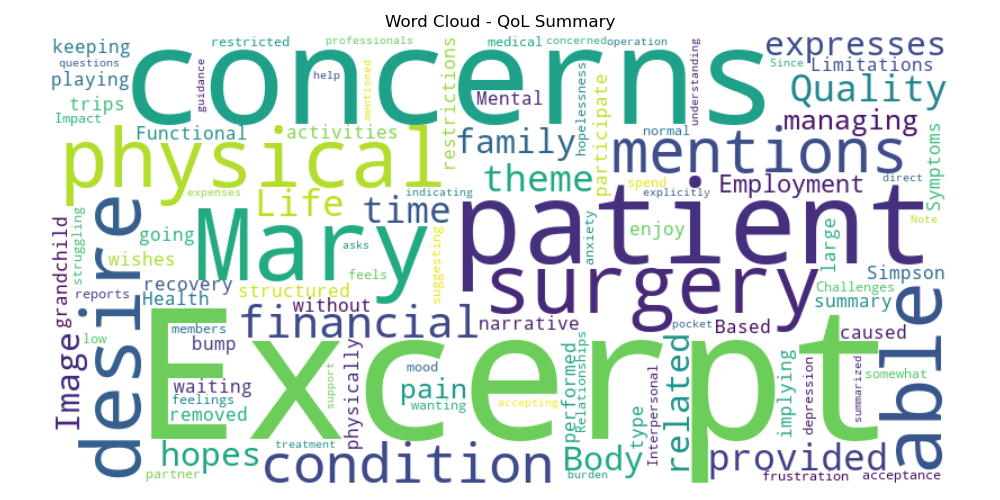 Word Cloud - QoL Summary
keeping
restricted
professionals
medical
concerned
operation
expresses
questions
concerns
Since
Limitations
playing
guidance
help
mentioned
restrictions
Mental
hopelessness
understanding
Quality
trips
Impact
Functional
activities
family
participate
normal
mentions
managing
physical
theme
spend
Employment
direct
Symptoms
expenses
indicating
explicitly
desire
Life
time
patient
Note
struggling
going
Mary
asks
suggesting
anxiety
enjoy
large
grandchild
wishes
feels
surgery
Simpson
recovery
structured
Challenges
reports
Health
without
summary
Image
low
members
financial
narrative
pocket
Based
caused
able
bump
Excerpt
physically
mood
performed
Relationships
related
implying
depression
summarized
somewhat
waiting
feelings
support
pain
wanting
accepting
type
Interpersonal
removed
hopes
treatment
condition
Body
burden
provided
partner
frustration
acceptance